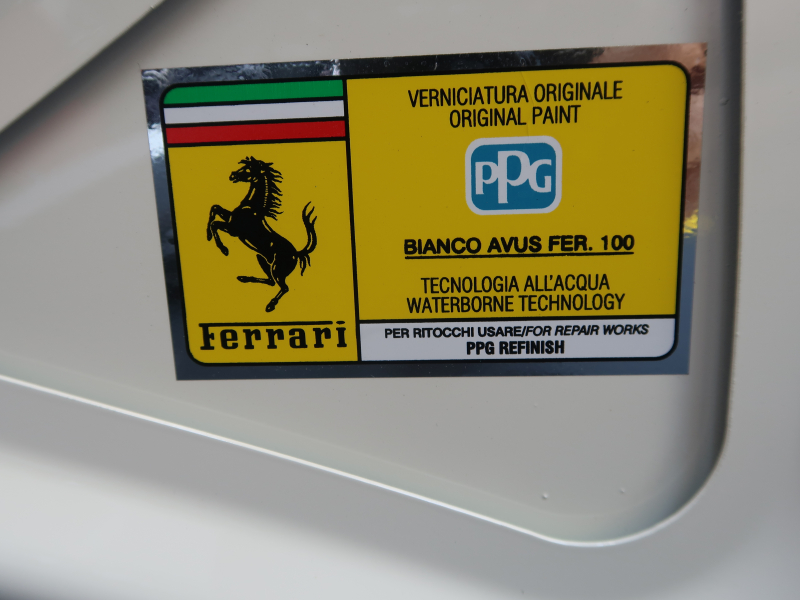 VERNICIATURA ORIGINALE
ORIGINAL PAINT
PPG
BIANCO AVUS FER. 100
TECNOLOGIA ALL'ACQUA
WATERBORNE TECHNOLOGY
Ferrari
PER RITOCCHI USARE/FOR REPAIR WORKS
PPG REFINISH